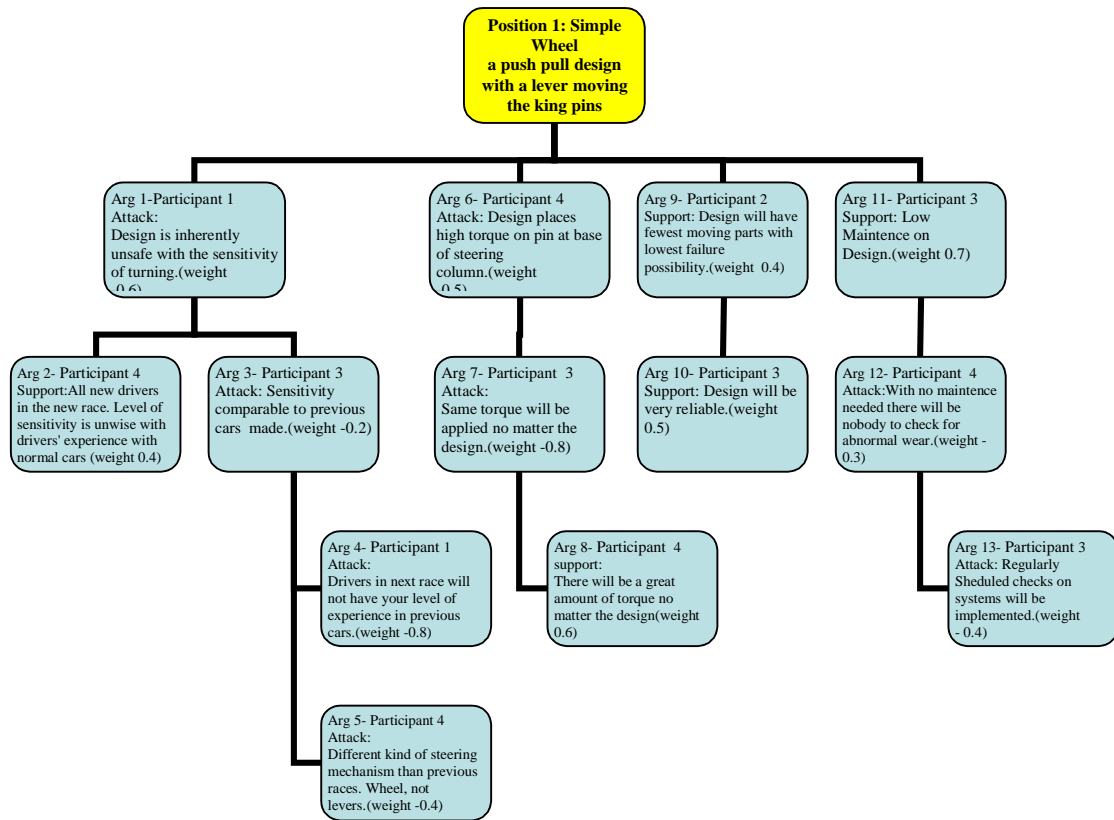 Position 1: Simple
Wheel
a push pull design
with a lever moving
the king pins
Arg 1-Participant 1
Attack:
Design is inherently
unsafe with the sensitivity
of turning.(weight
0.6)
Arg 6- Participant 4
Attack: Design places
high torque on pin at base
of steering
column.(weight
0.5)
Arg 9- Participant 2
Support: Design will have
fewest moving parts with
lowest failure
possibility.(weight 0.4)
Arg 11- Participant 3
Support: Low
Maintence on
Design.(weight 0.7)
Arg 2- Participant 4
Support:All new drivers
in the new race. Level of
sensitivity is unwise with
drivers' experience with
normal cars (weight 0.4)
Arg 3- Participant 3
Attack: Sensitivity
comparable to previous
cars made.(weight -0.2)
Arg 7- Participant 3
Attack:
Same torque will be
applied no matter the
design.(weight -0.8)
Arg 10- Participant 3
Support: Design will be
very reliable.(weight
0.5)
Arg 12- Participant 4
Attack:With no maintence
needed there will be
nobody to check for
abnormal wear.(weight -
0.3)
Arg 4- Participant 1
Attack:
Drivers in next race will
not have your level of
experience in previous
cars.(weight -0.8)
Arg 8- Participant 4
support:
There will be a great
amount of torque no
matter the design(weight
0.6)
Arg 13- Participant 3
Attack: Regularly
Sheduled checks on
systems will be
implemented.(weight
- 0.4)
Arg 5- Participant 4
Attack:
Different kind of steering
mechanism than previous
races. Wheel, not
levers.(weight -0.4)